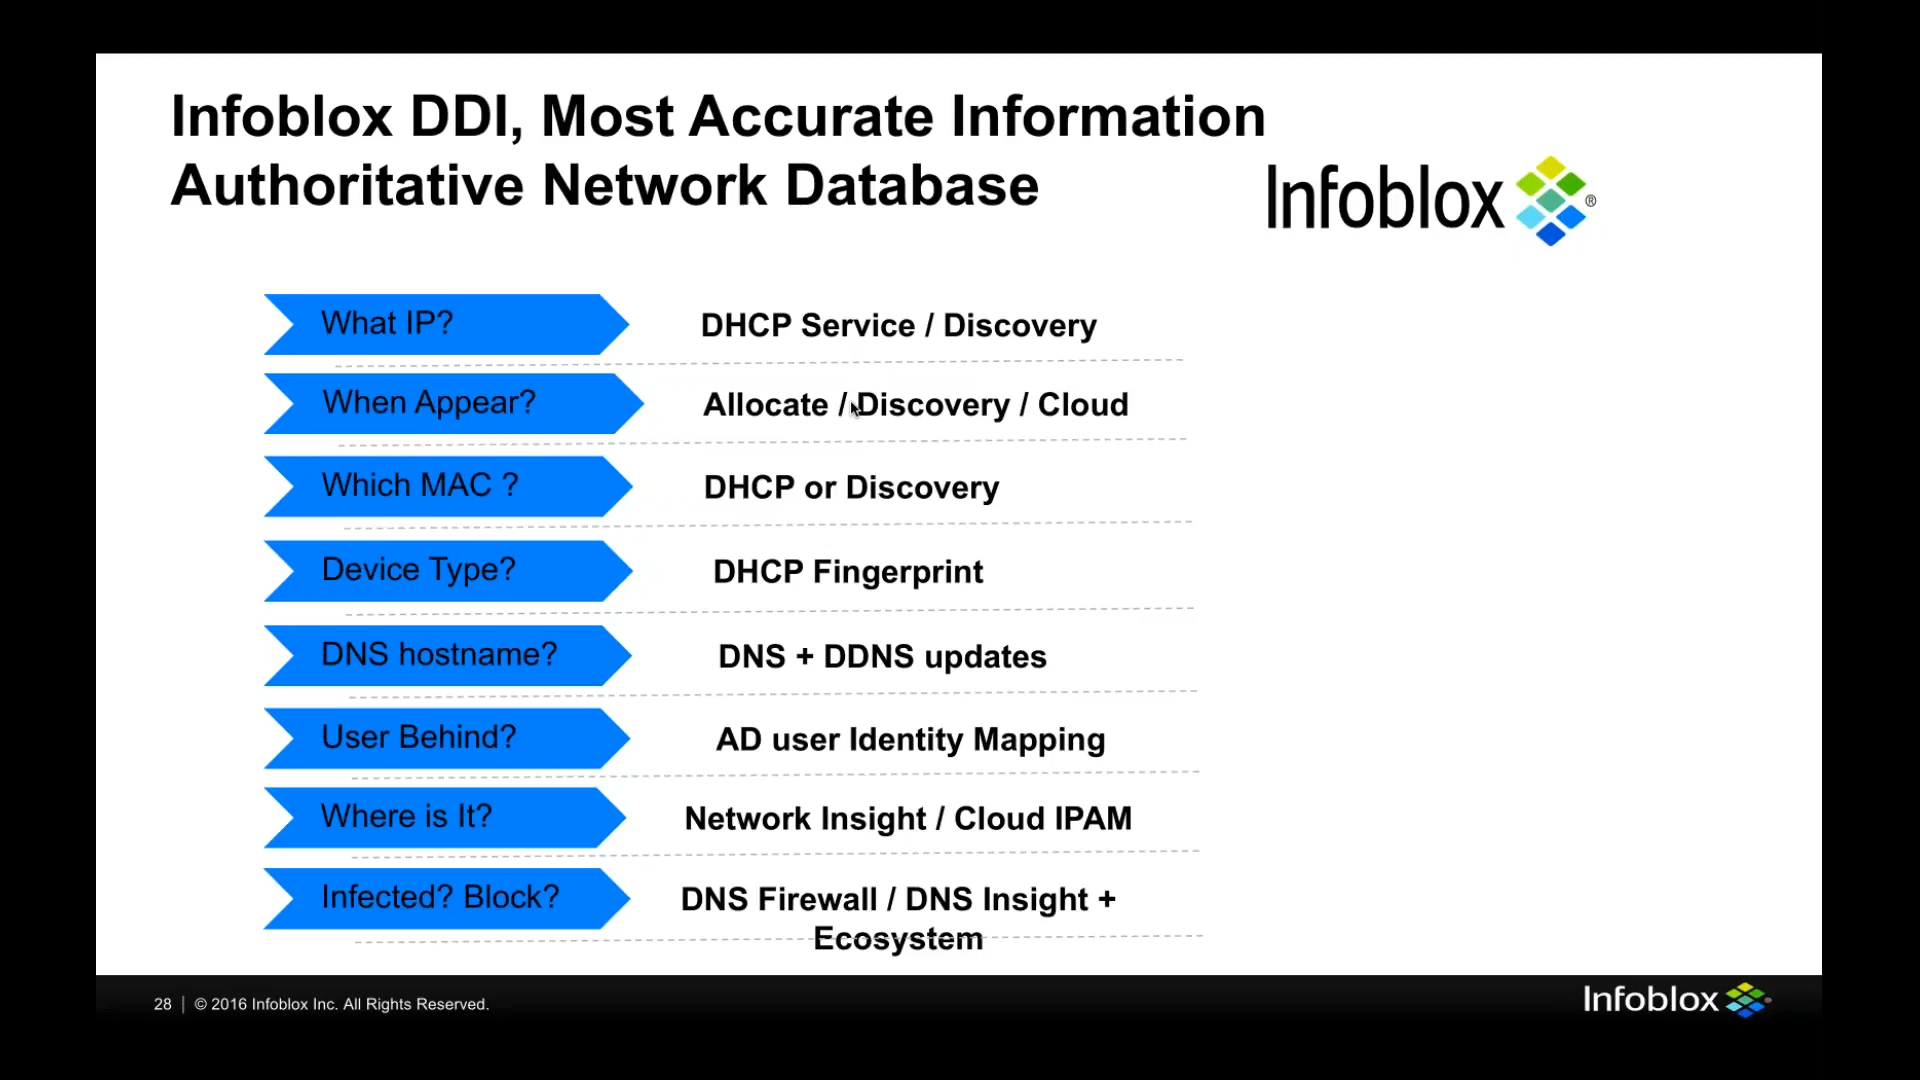 Infoblox DDI, Most Accurate Information
Authoritative Network Database
Infoblox ®
What IP?
DHCP Service / Discovery
When Appear?
Allocate / Discovery / Cloud
Which MAC ?
DHCP or Discovery
Device Type?
DHCP Fingerprint
DNS hostname?
DNS + DDNS updates
User Behind?
AD user Identity Mapping
Where is It?
Network Insight / Cloud IPAM
Infected? Block?
DNS Firewall / DNS Insight +
Ecosystem
28 | © 2016 Infoblox Inc. All Rights Reserved.
Infoblox ®